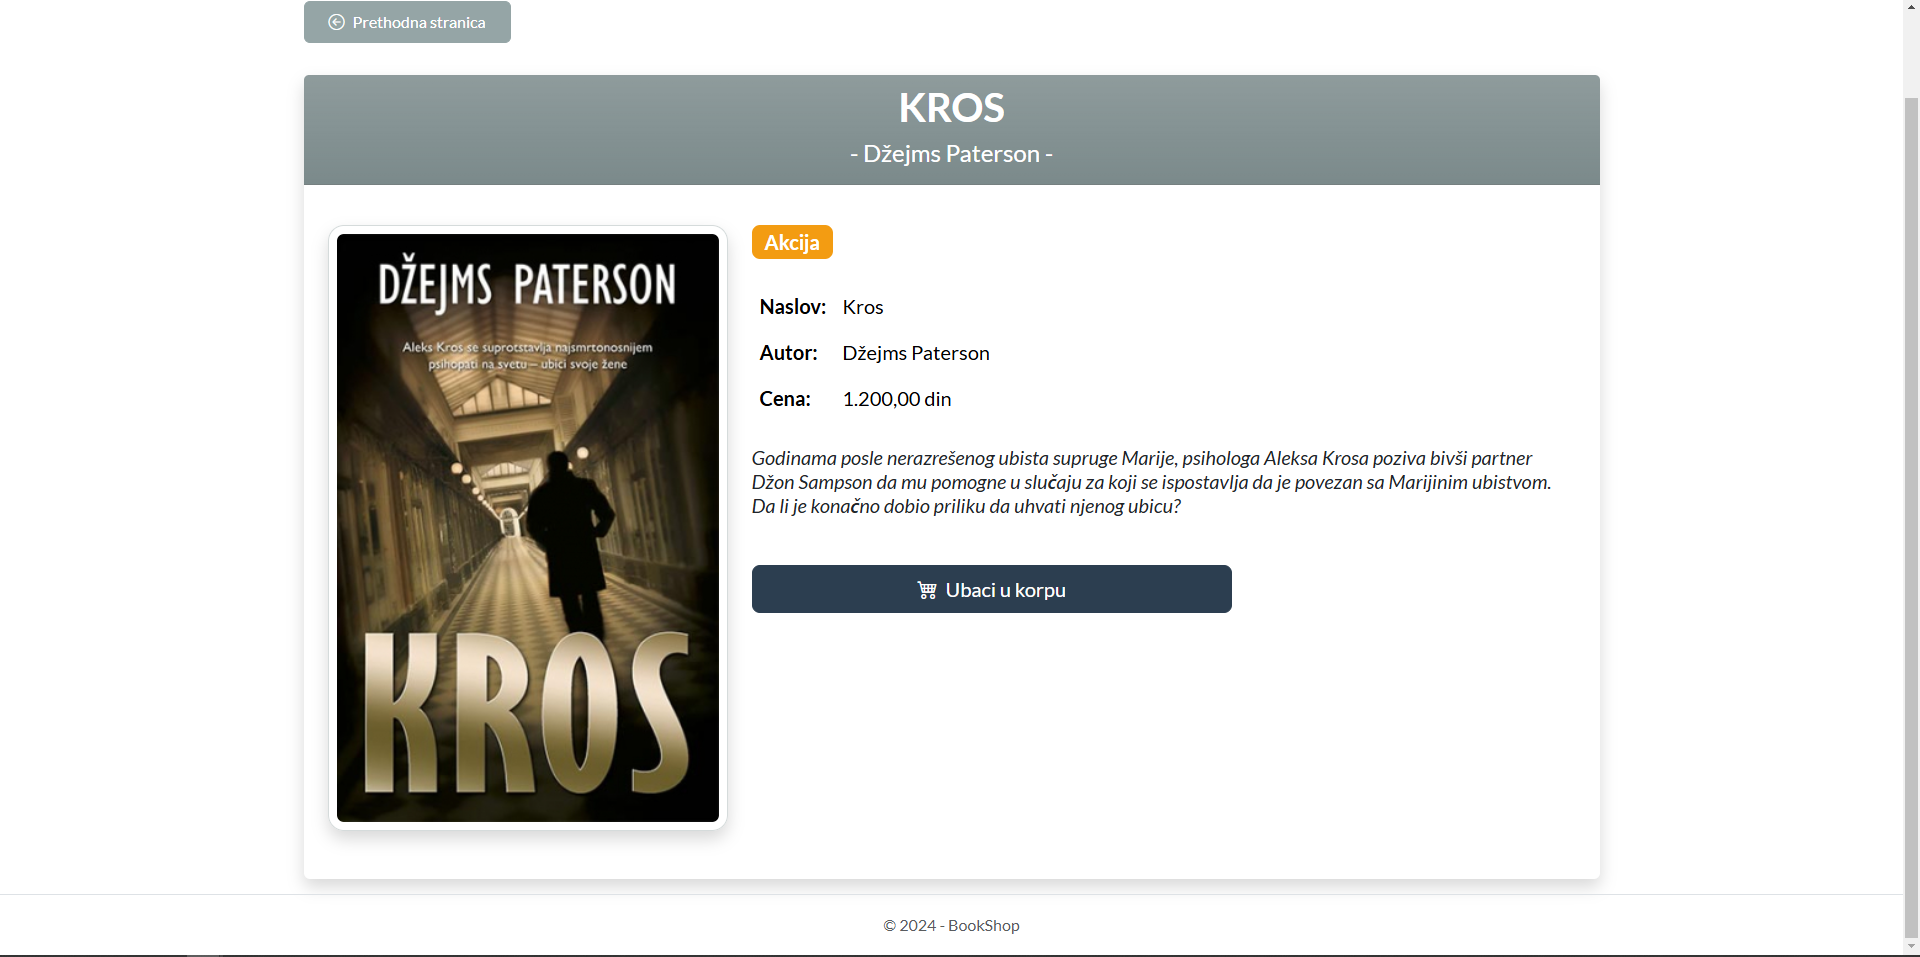 Prethodna stranica
KROS
- Džejms Paterson -
DŽEJMS PATERSON
Aleks Kros se suprotstavlja najsmrtonosnijem
psihopati na svetu – ubici svoje žene
KROS
Akcija
Naslov: Kros
Autor: Džejms Paterson
Cena: 1.200,00 din
Godinama posle nerazrešenog ubista supruge Marije, psihologa Aleksa Krosa poziva bivši partner
Džon Sampson da mu pomogne u slučaju za koji se ispostavlja da je povezan sa Marijinim ubistvom.
Da li je konačno dobio priliku da uhvati njenog ubicu?
Ubaci u korpu
© 2024 - BookShop